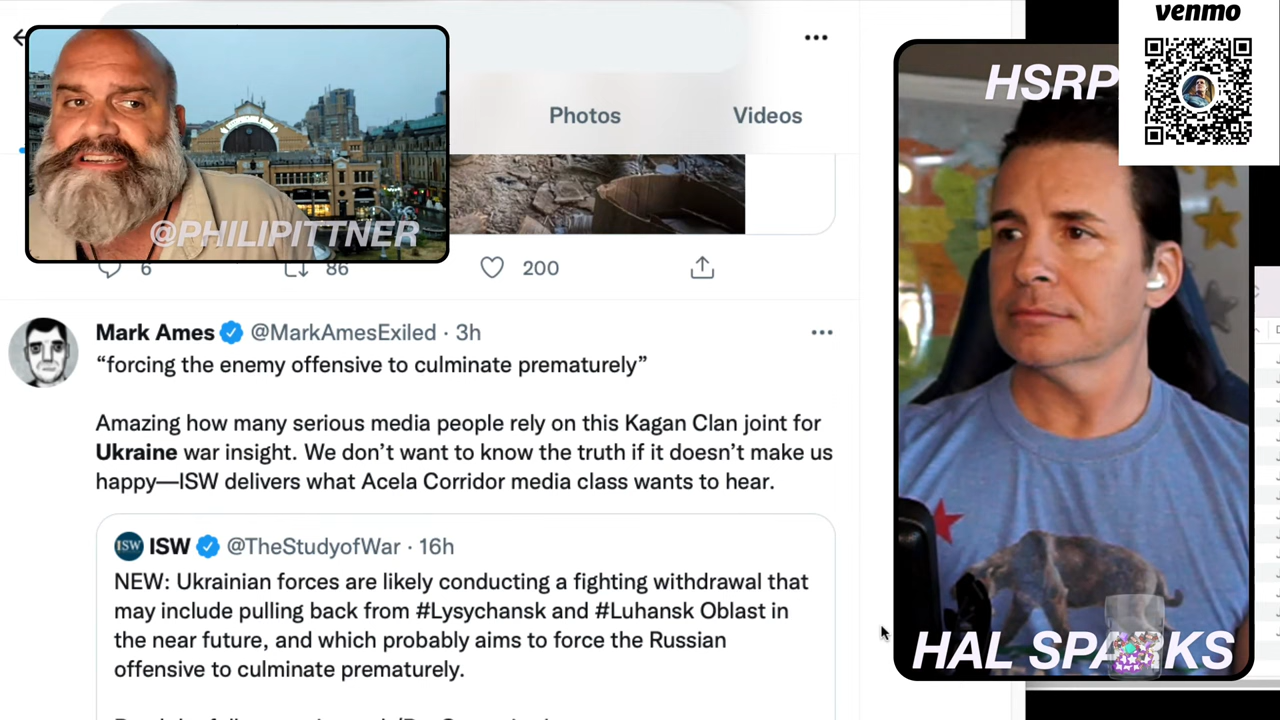 venmo
HSRP
Photos
Videos
@PHILIPITTNER
6
86
200
Mark Ames @MarkAmesExiled · 3h
“forcing the enemy offensive to culminate prematurely”
Amazing how many serious media people rely on this Kagan Clan joint for
Ukraine war insight. We don’t want to know the truth if it doesn’t make us
happy—ISW delivers what Acela Corridor media class wants to hear.
ISW ISW @TheStudyofWar · 16h
NEW: Ukrainian forces are likely conducting a fighting withdrawal that
may include pulling back from #Lysychansk and #Luhansk Oblast in
the near future, and which probably aims to force the Russian
offensive to culminate prematurely.
HAL SPARKS